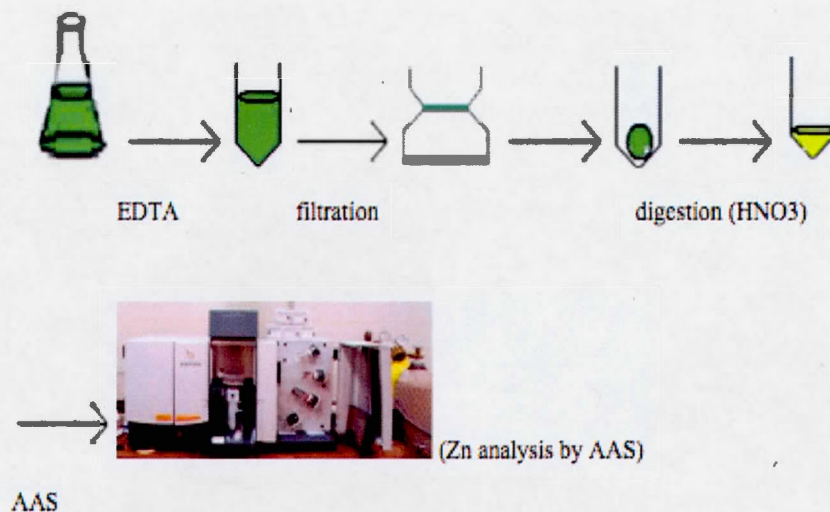 EDTA filtration digestion (HNO3)
(Zn analysis by AAS)
AAS